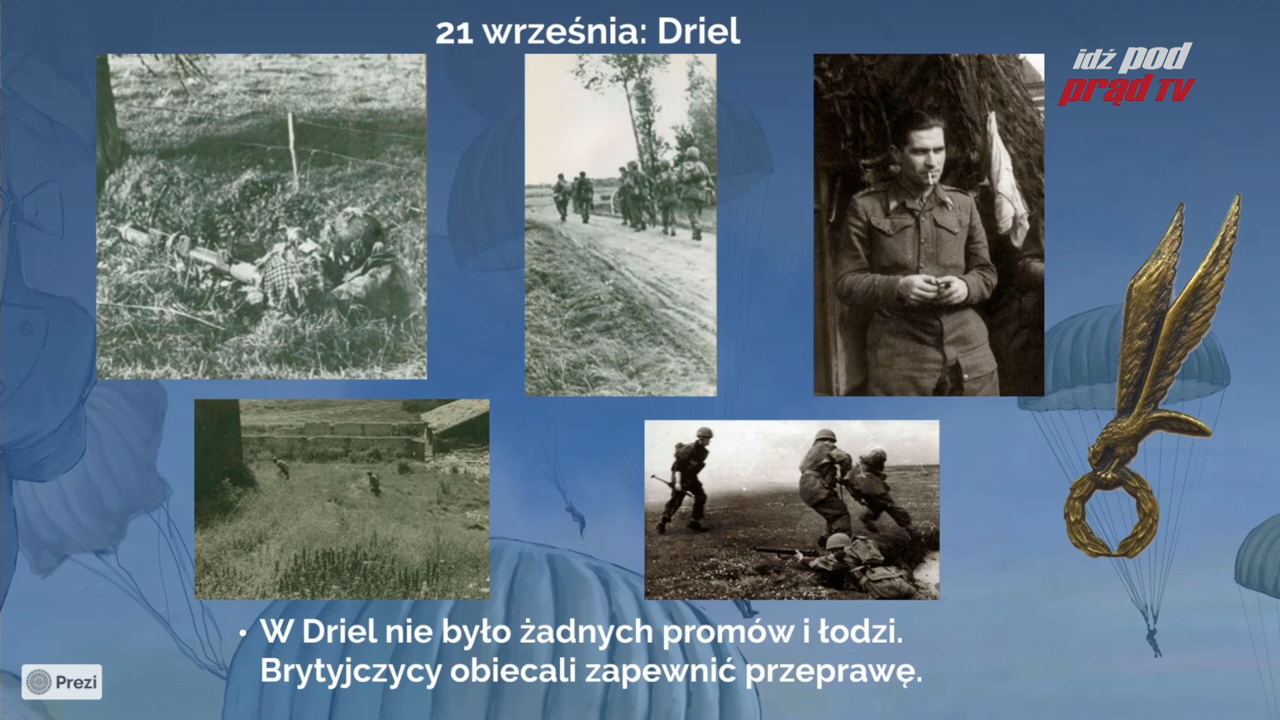 21 września: Driel
idź pod
prąd TV
• W Driel nie było żadnych promów i łodzi.
Brytyjczycy obiecali zapewnić przeprawę.
Prezi